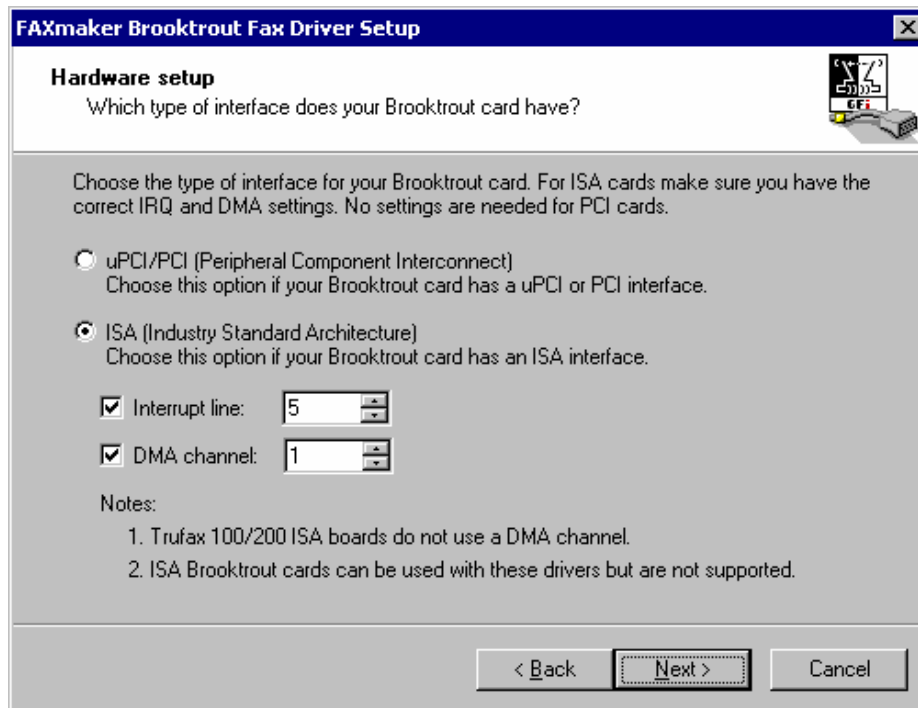 FAXmaker Brooktrout Fax Driver Setup
Hardware setup
Which type of interface does your Brooktrout card have?
GFi
Choose the type of interface for your Brooktrout card. For ISA cards make sure you have the
correct IRQ and DMA settings. No settings are needed for PCI cards.
uPCI/PCI (Peripheral Component Interconnect)
Choose this option if your Brooktrout card has a uPCI or PCI interface.
ISA (Industry Standard Architecture)
Choose this option if your Brooktrout card has an ISA interface.
Interrupt line: 5
DMA channel: 1
Notes:
1. Trufax 100/200 ISA boards do not use a DMA channel.
2. ISA Brooktrout cards can be used with these drivers but are not supported.
< Back Next > Cancel